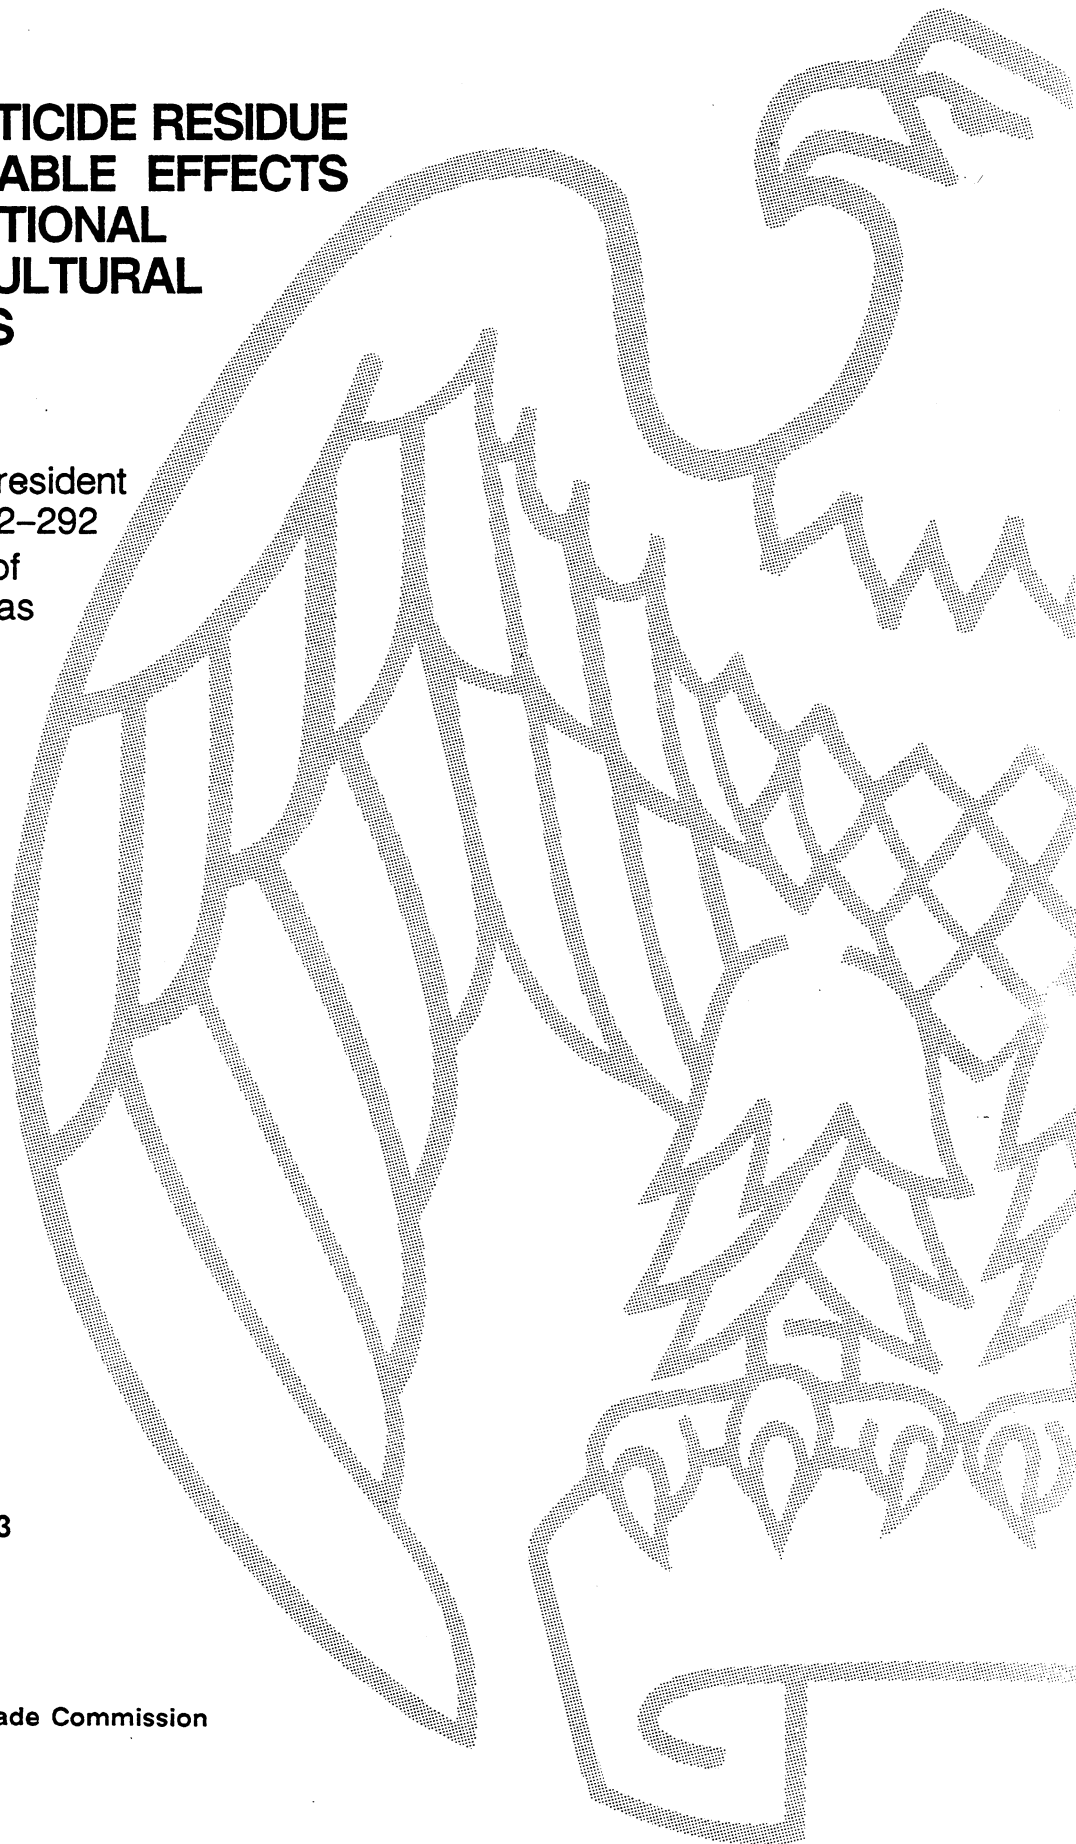 TICIDE RESIDUE
ABLE EFFECTS
TIONAL
ULTURAL
S
resident
2–292
of
as
3
ade Commission